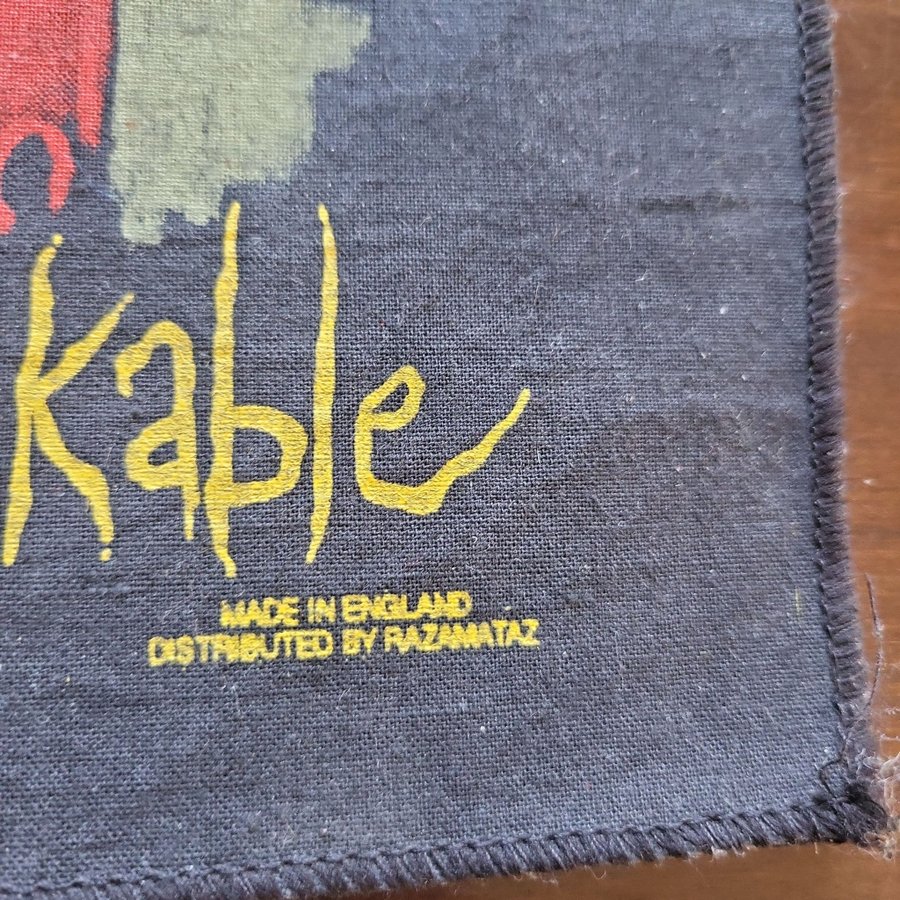 kable
MADE IN ENGLAND
DISTRIBUTED BY RAZAMATAZ